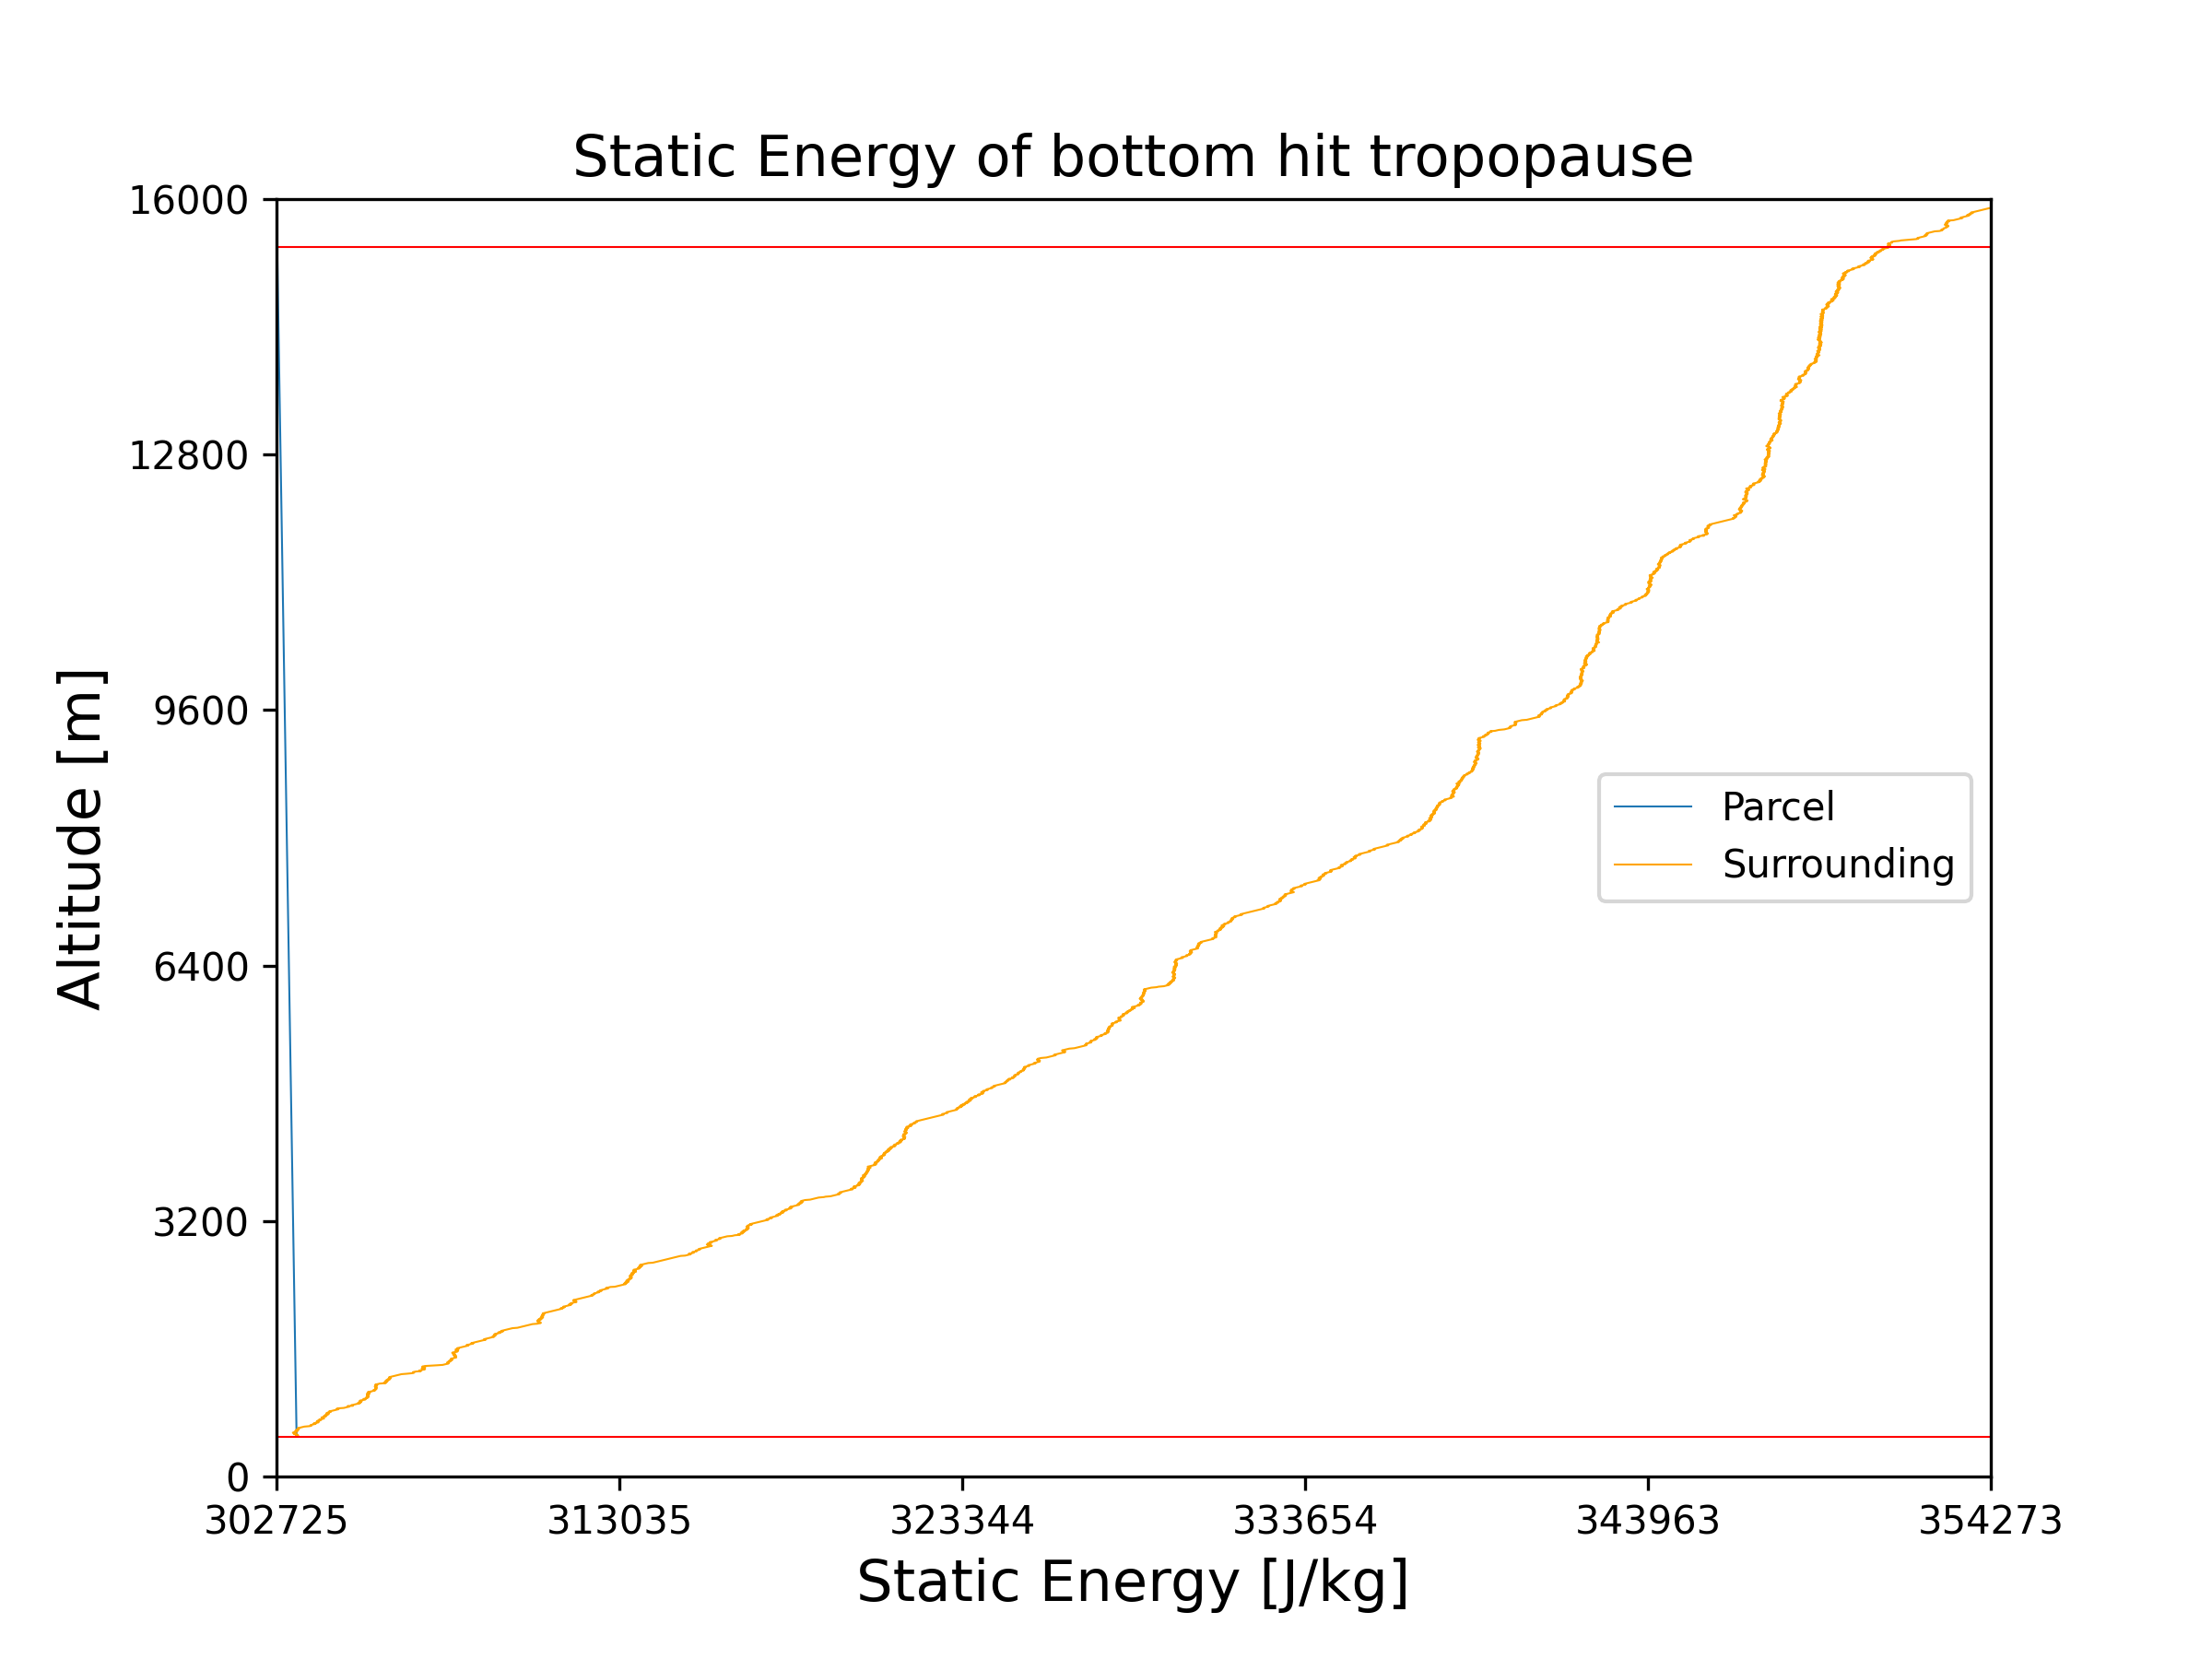 Static Energy of bottom hit tropopause
16000
12800
9600
6400
3200
0
Altitude [m]
Parcel
Surrounding
302725 313035 323344 333654 343963 354273
Static Energy [J/kg]